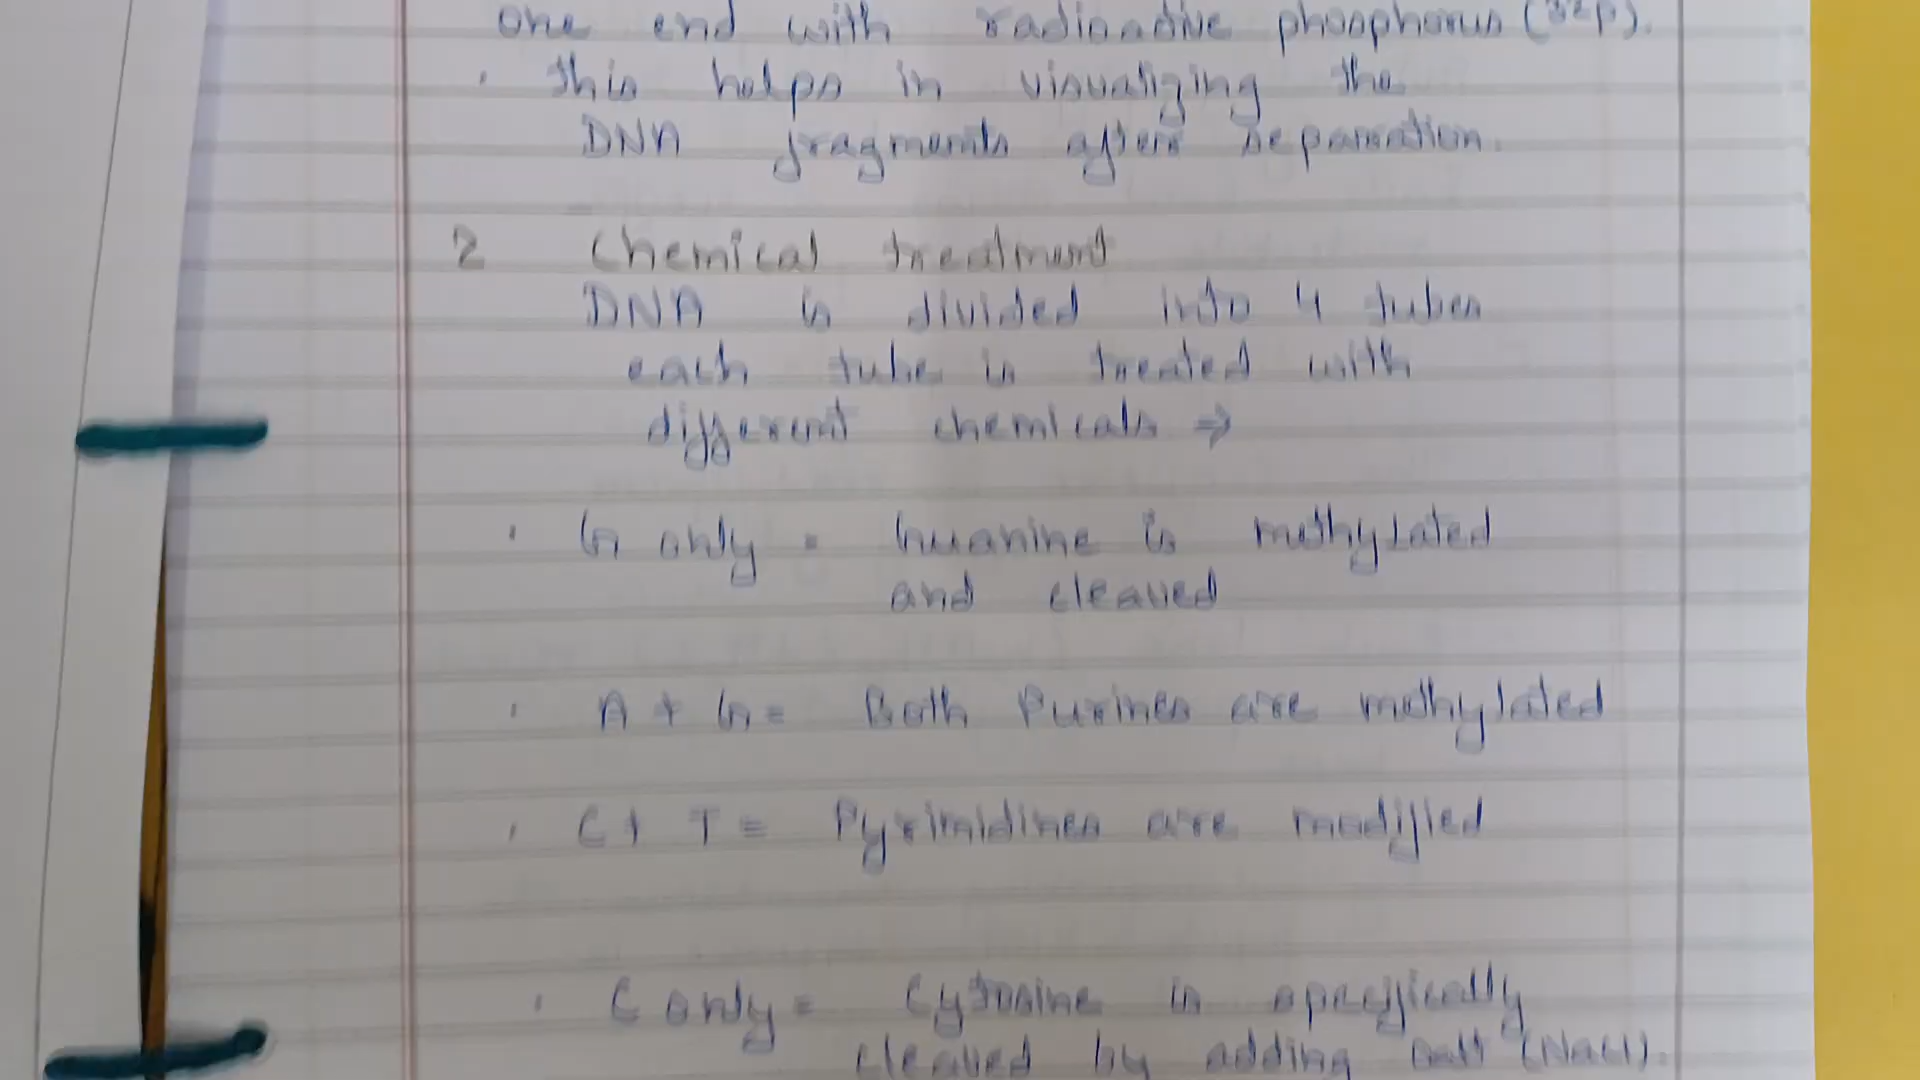 one end with radioactive phosphorus (32P).
• This helps in visualizing the
DNA fragments after separation.
2 Chemical treatment
DNA is divided into 4 tubes
each tube is treated with
different chemicals ⇒
• G only = Guanine is methylated
and cleaved
• A + G = Both Purines are methylated
• C + T = Pyrimidines are modified
• C only = Cytosine is specifically
cleaved by adding salt (NaCl).